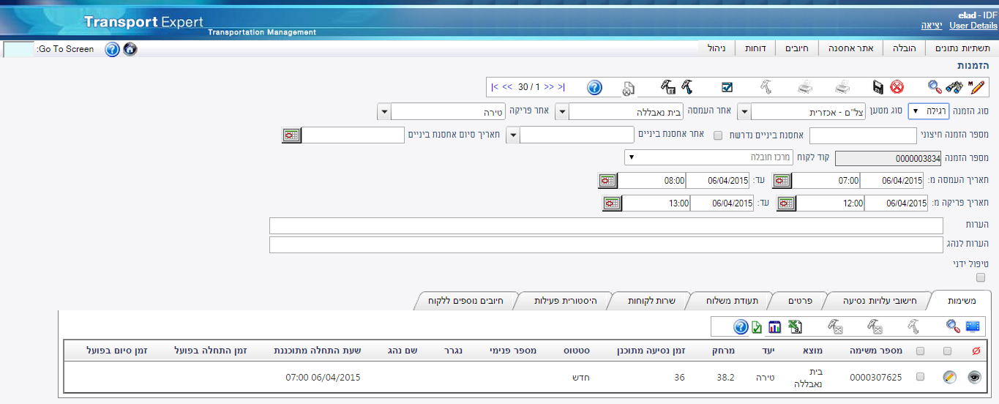 Transport Expert
Transportation Management
elad - IDF
User Details יציאה
תשתיות נתונים הובלה אתר אחסנה חיובים דוחות ניהול
Go To Screen:
הזמנות
|< << 30 / 1 >> >|
סוג הזמנה רגילה סוג מטען צל"ם - אכזרית אתר העמסה בית נאבללה אתר פריקה טירה
מספר הזמנה חיצוני אחסנת ביניים נדרשת אתר אחסנת ביניים תאריך סיום אחסנת ביניים
מספר הזמנה 0000003834 קוד לקוח מרכז תובלה
תאריך העמסה מ: 06/04/2015 07:00 עד: 06/04/2015 08:00
תאריך פריקה מ: 06/04/2015 12:00 עד: 06/04/2015 13:00
הערות
הערות לנהג
טיפול ידני
משימות חישובי עלויות נסיעה פרטים תעודת משלוח שרות לקוחות היסטורית פעילות חיובים נוספים ללקוח
מספר משימה מוצא יעד מרחק זמן נסיעה מתוכנן סטטוס מספר פנימי נגרר שם נהג שעת התחלה מתוכננת זמן התחלה בפועל זמן סיום בפועל
0000307625 בית נאבללה טירה 38.2 36 חדש 06/04/2015 07:00